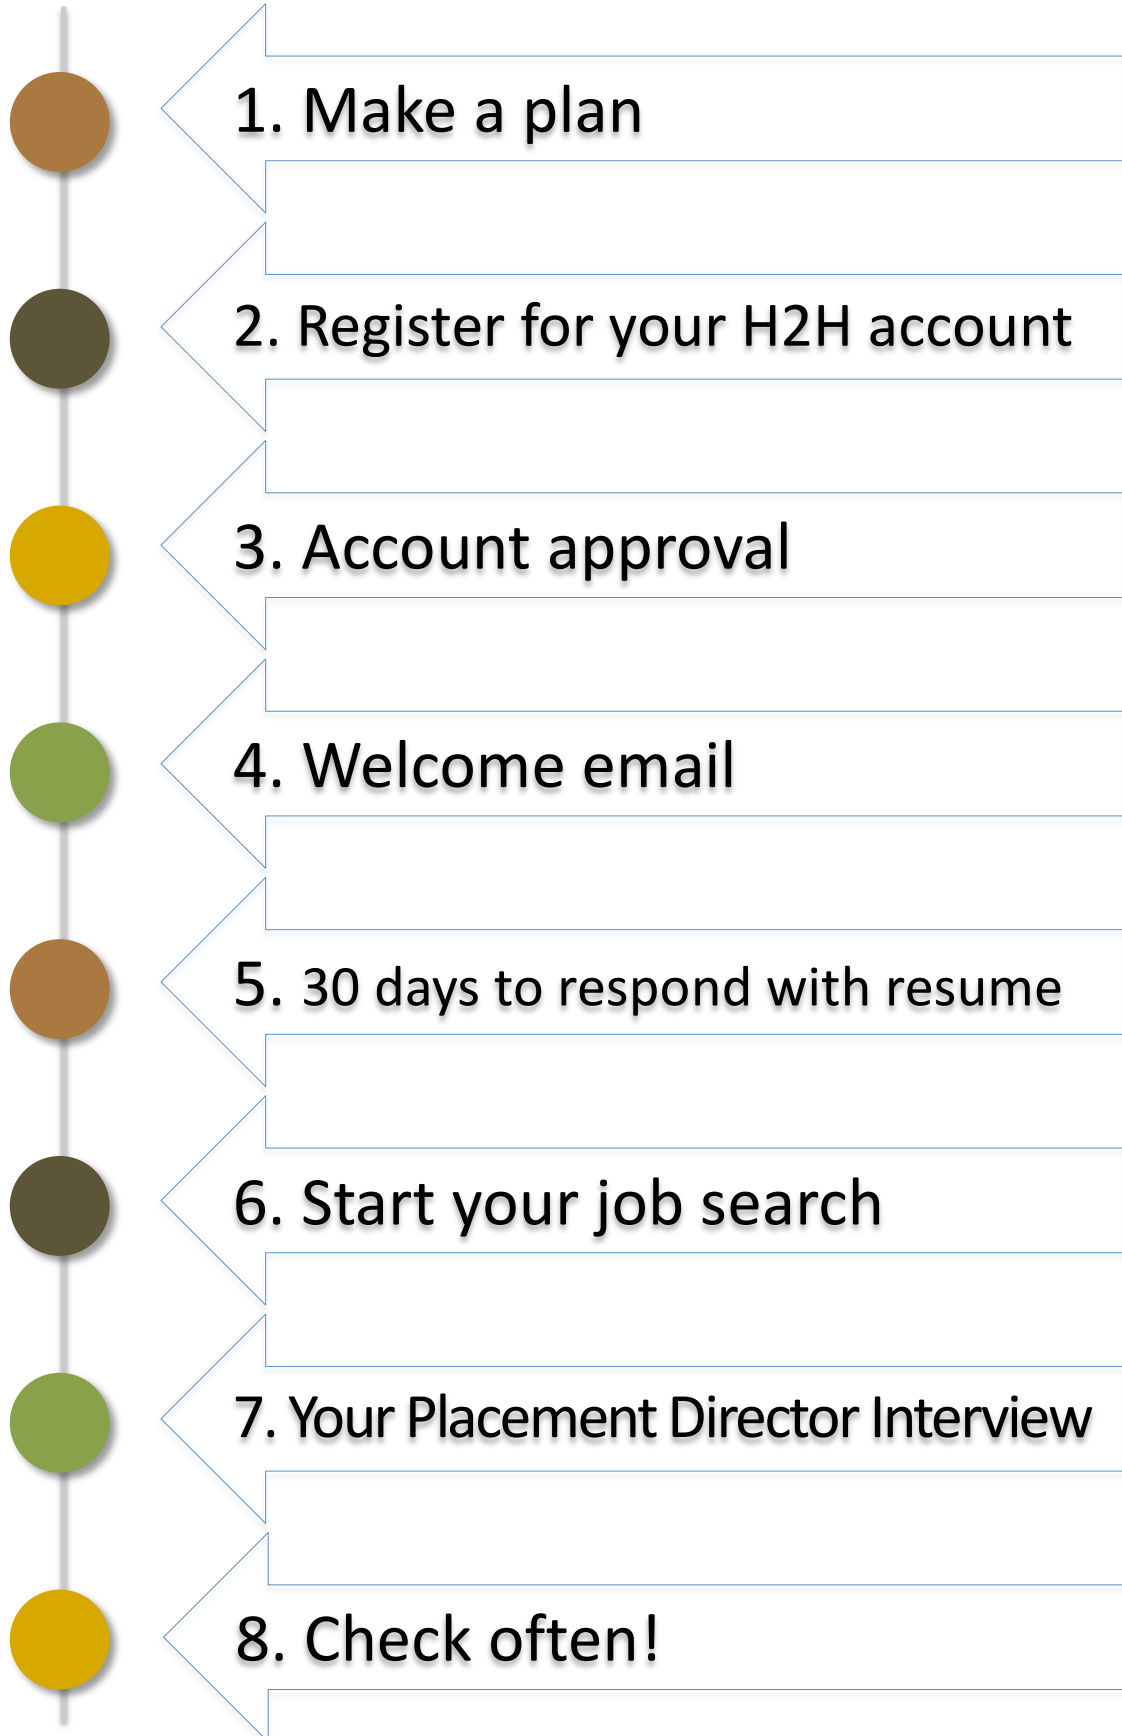 1. Make a plan
2. Register for your H2H account
3. Account approval
4. Welcome email
5. 30 days to respond with resume
6. Start your job search
7. Your Placement Director Interview
8. Check often!